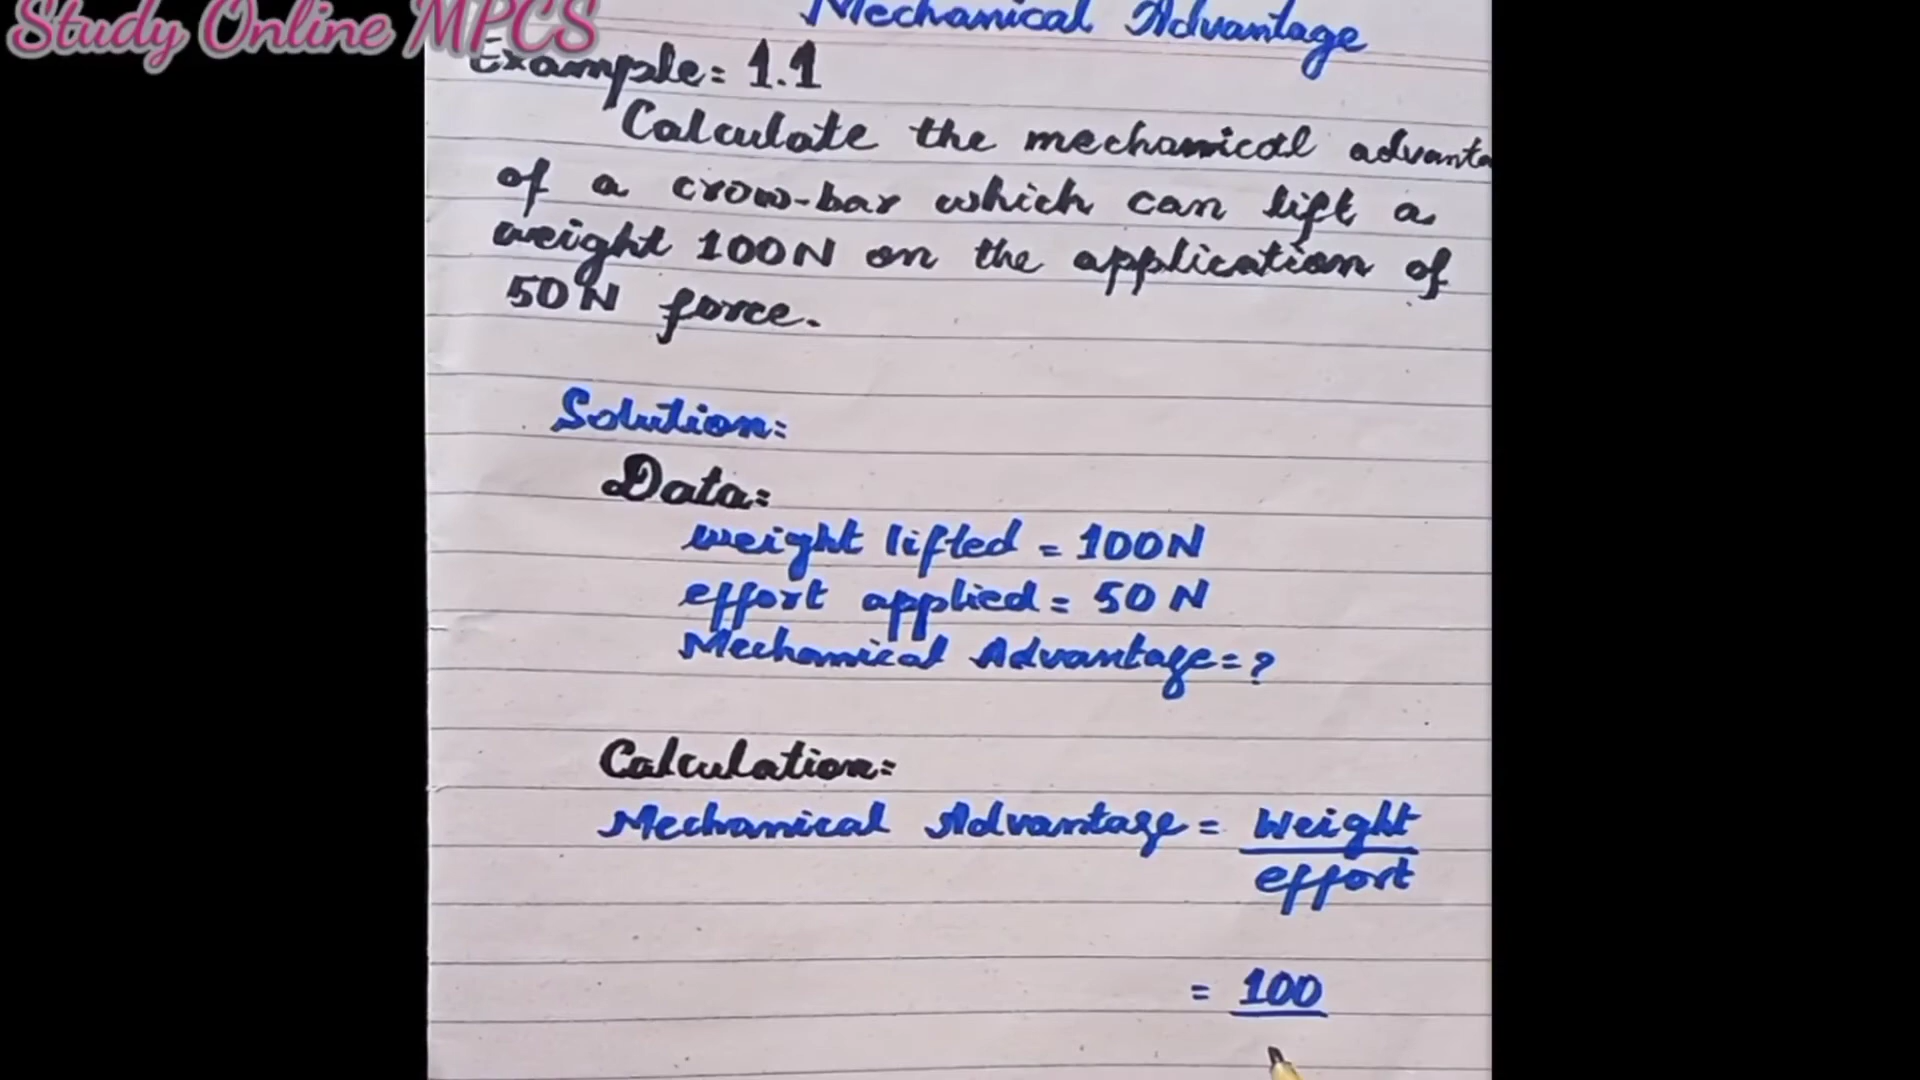 Study Online MPCS
Mechanical Advantage
Example: 1.1
Calculate the mechanical advanta
of a crow-bar which can lift a
weight 100N on the application of
50N force.
Solution:
Data:
weight lifted = 100N
effort applied = 50N
Mechanical Advantage = ?
Calculation:
Mechanical Advantage = Weight
effort
= 100